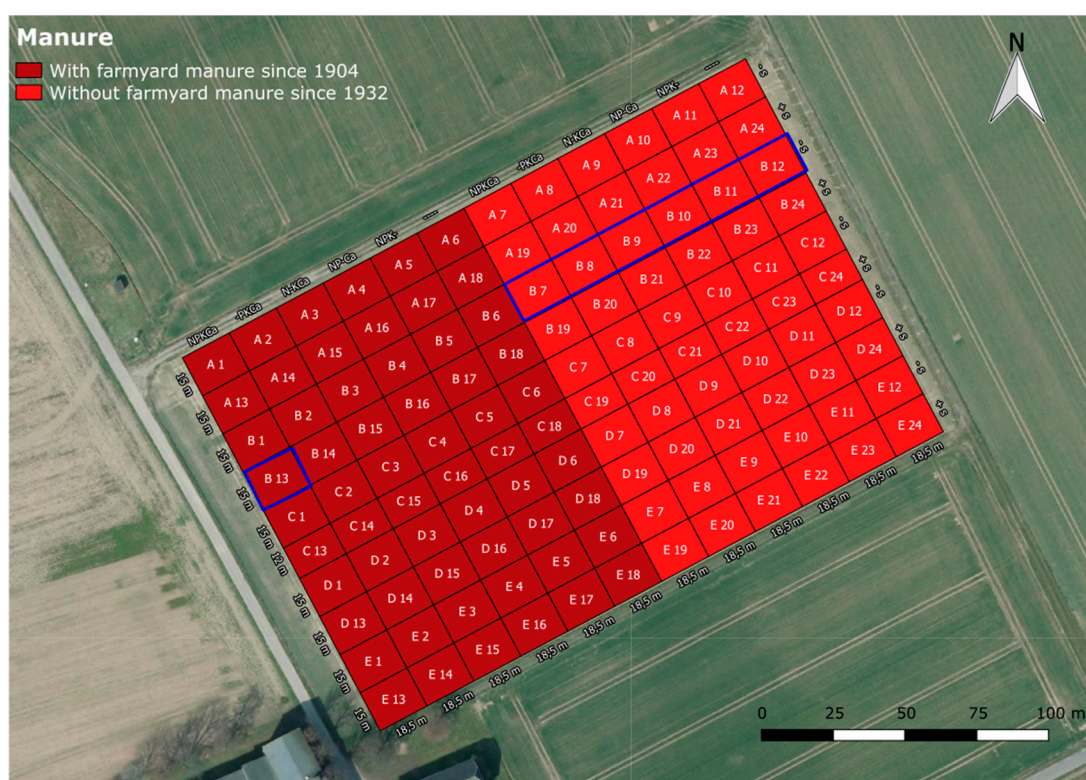 Manure
With farmyard manure since 1904
Without farmyard manure since 1932
N
NPKCa -PKCa N-KCa NP-Ca NPK- ---- NPKCa -PKCa N-KCa NP-Ca NPK- ----
15 m A 1 A 2 A 3 A 4 A 5 A 6 A 7 A 8 A 9 A 10 A 11 A 12 - s
15 m A 13 A 14 A 15 A 16 A 17 A 18 A 19 A 20 A 21 A 22 A 23 A 24 + s
15 m B 1 B 2 B 3 B 4 B 5 B 6 B 7 B 8 B 9 B 10 B 11 B 12 - s
15 m B 13 B 14 B 15 B 16 B 17 B 18 B 19 B 20 B 21 B 22 B 23 B 24 + s
15 m C 1 C 2 C 3 C 4 C 5 C 6 C 7 C 8 C 9 C 10 C 11 C 12 - s
12 m C 13 C 14 C 15 C 16 C 17 C 18 C 19 C 20 C 21 C 22 C 23 C 24 + s
15 m D 1 D 2 D 3 D 4 D 5 D 6 D 7 D 8 D 9 D 10 D 11 D 12 - s
15 m D 13 D 14 D 15 D 16 D 17 D 18 D 19 D 20 D 21 D 22 D 23 D 24 + s
15 m E 1 E 2 E 3 E 4 E 5 E 6 E 7 E 8 E 9 E 10 E 11 E 12 - s
15 m E 13 E 14 E 15 E 16 E 17 E 18 E 19 E 20 E 21 E 22 E 23 E 24 + s
18,5 m 18,5 m 18,5 m 18,5 m 18,5 m 18,5 m 18,5 m 18,5 m 18,5 m 18,5 m 18,5 m 18,5 m
0 25 50 75 100 m